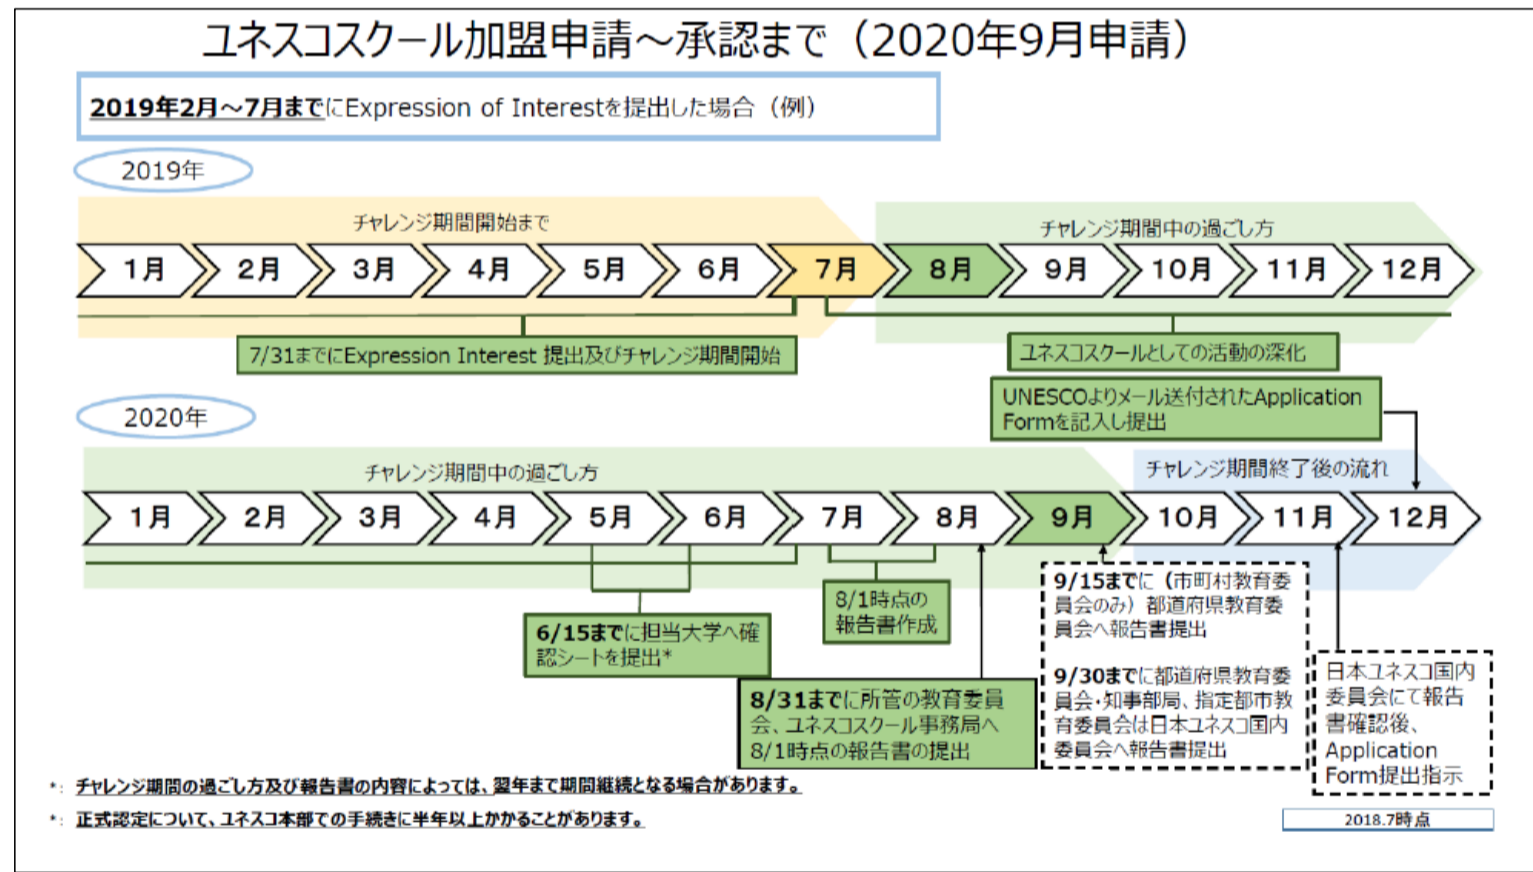 ユネスコスクール加盟申請～承認まで（2020年9月申請）
2019年2月～7月までにExpression of Interestを提出した場合（例）
2019年
チャレンジ期間開始まで
チャレンジ期間中の過ごし方
1月 2月 3月 4月 5月 6月 7月 8月 9月 10月 11月 12月
7/31までにExpression Interest 提出及びチャレンジ期間開始
ユネスコスクールとしての活動の深化
UNESCOよりメール送付されたApplication
Formを記入し提出
2020年
チャレンジ期間中の過ごし方
チャレンジ期間終了後の流れ
1月 2月 3月 4月 5月 6月 7月 8月 9月 10月 11月 12月
6/15までに担当大学へ確
認シートを提出*
8/1時点の
報告書作成
8/31までに所管の教育委員
会、ユネスコスクール事務局へ
8/1時点の報告書の提出
9/15までに（市町村教育委
員会のみ）都道府県教育委
員会へ報告書提出
9/30までに都道府県教育委
員会・知事部局、指定都市教
育委員会は日本ユネスコ国内
委員会へ報告書提出
日本ユネスコ国内
委員会にて報告
書確認後、
Application
Form提出指示
*: チャレンジ期間の過ごし方及び報告書の内容によっては、翌年まで期間継続となる場合があります。
*: 正式認定について、ユネスコ本部での手続きに半年以上かかることがあります。
2018.7時点